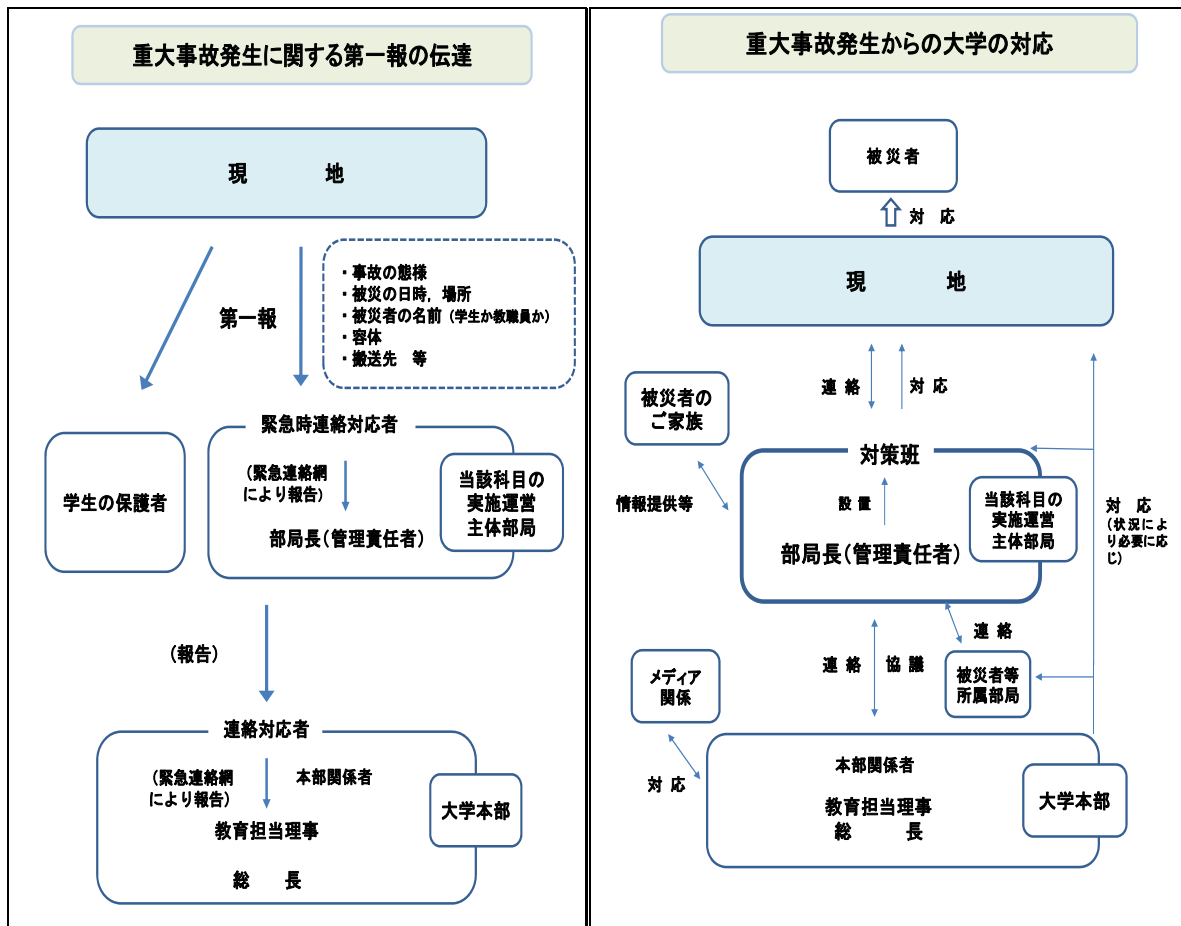 重大事故発生に関する第一報の伝達
現 地
第一報
・事故の態様
・被災の日時，場所
・被災者の名前（学生か教職員か）
・容体
・搬送先 等
学生の保護者
緊急時連絡対応者
（緊急連絡網
により報告）
部局長（管理責任者）
当該科目の
実施運営
主体部局
（報告）
連絡対応者
（緊急連絡網
により報告）
本部関係者
教育担当理事
総 長
大学本部
重大事故発生からの大学の対応
被災者
対 応
現 地
連 絡
対 応
被災者の
ご家族
情報提供等
対策班
設 置
部局長（管理責任者）
当該科目の
実施運営
主体部局
対 応
（状況によ
り必要に応
じ）
連 絡
被災者等
所属部局
連 絡
協 議
メディア
関係
対 応
本部関係者
教育担当理事
総 長
大学本部